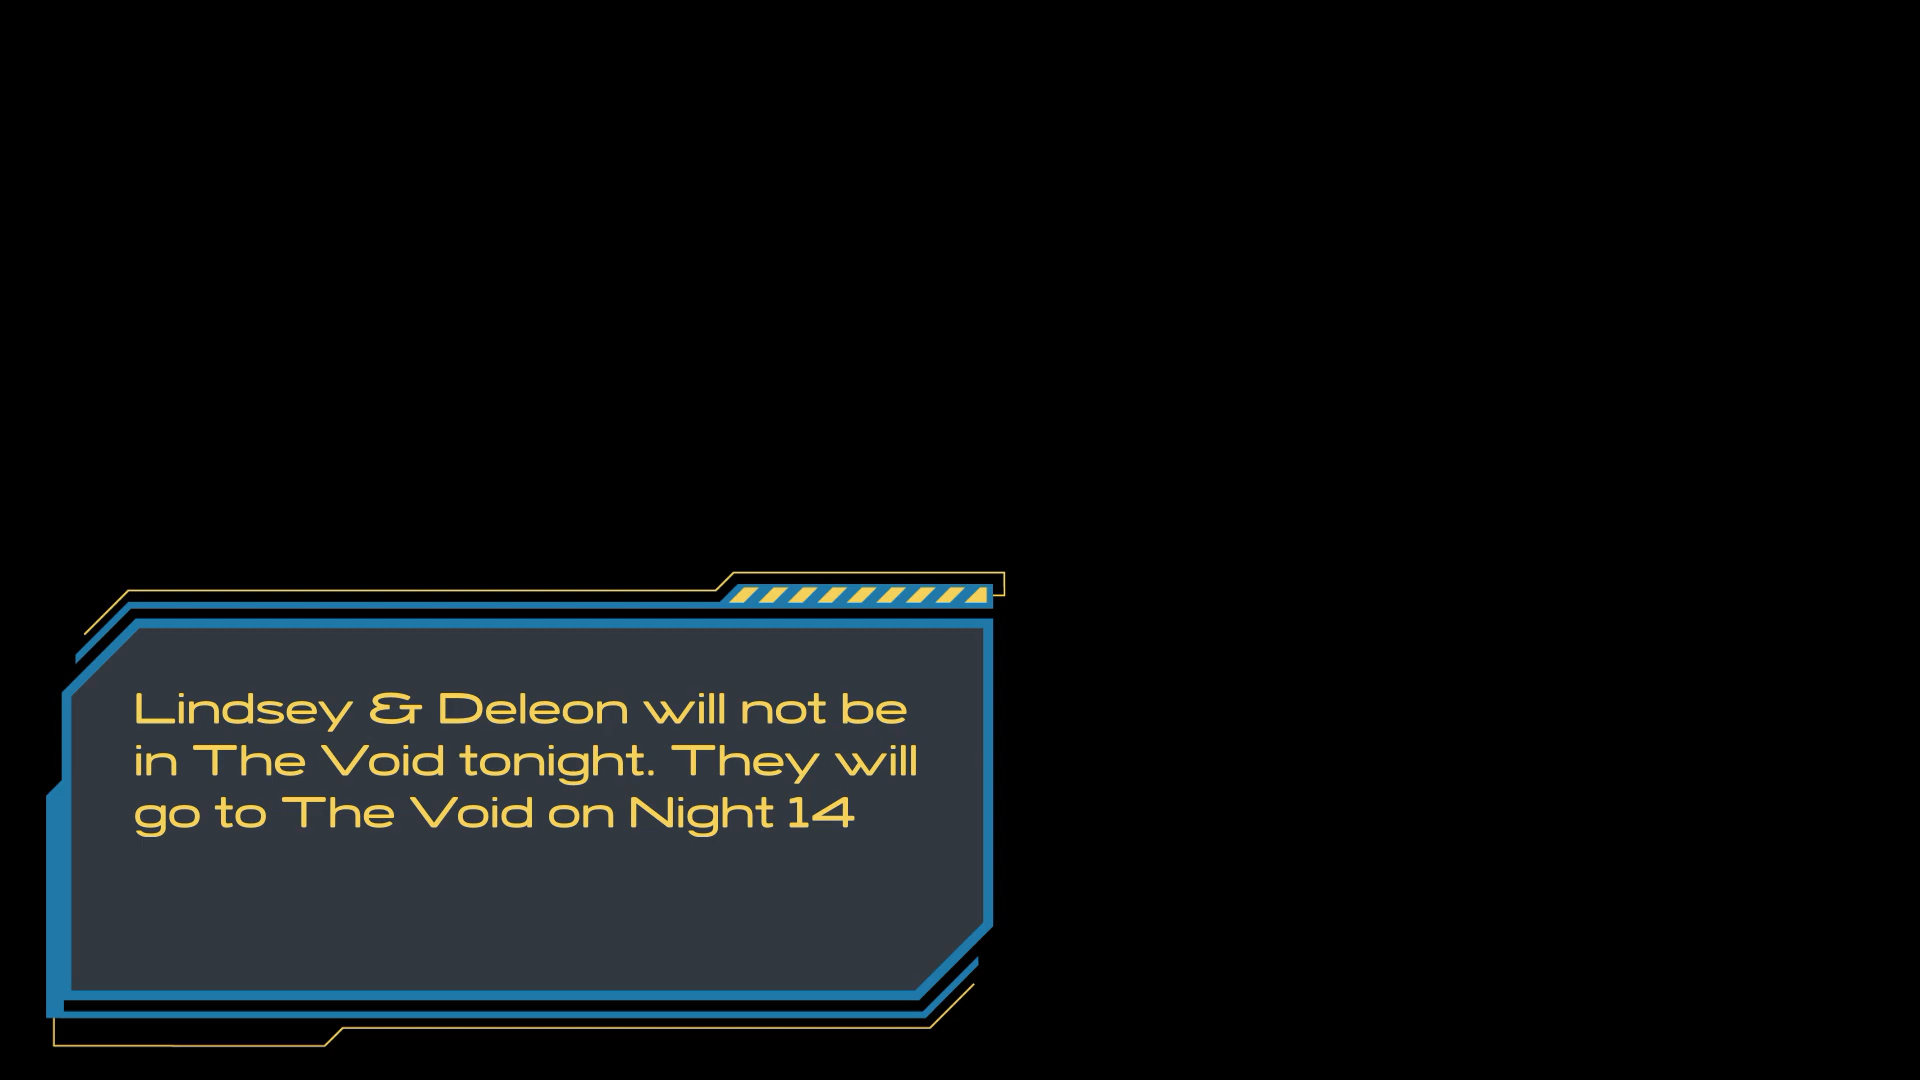 Lindsey & Deleon will not be
in The Void tonight. They will
go to The Void on Night 14